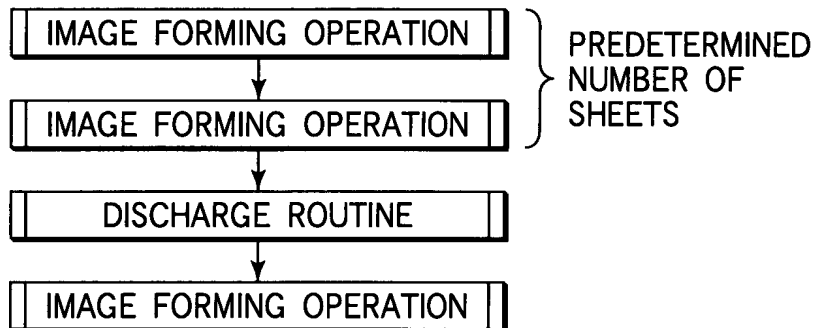 IMAGE FORMING OPERATION
PREDETERMINED
NUMBER OF
SHEETS
IMAGE FORMING OPERATION
DISCHARGE ROUTINE
IMAGE FORMING OPERATION